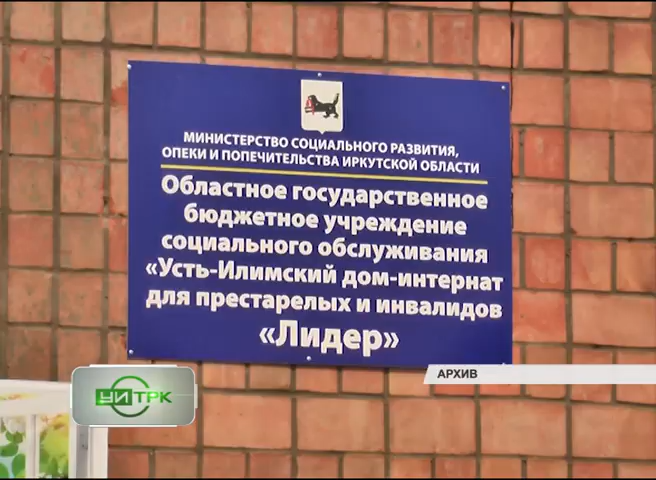 МИНИСТЕРСТВО СОЦИАЛЬНОГО РАЗВИТИЯ,
ОПЕКИ И ПОПЕЧИТЕЛЬСТВА ИРКУТСКОЙ ОБЛАСТИ
Областное государственное
бюджетное учреждение
социального обслуживания
«Усть-Илимский дом-интернат
для престарелых и инвалидов
«Лидер»
АРХИВ
УИТРК